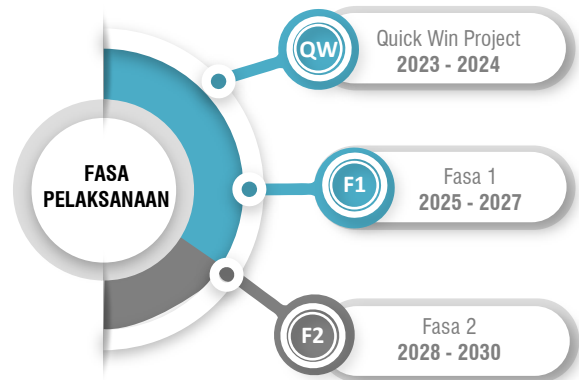 QW
Quick Win Project
2023 - 2024
FASA
PELAKSANAAN
F1
Fasa 1
2025 - 2027
F2
Fasa 2
2028 - 2030